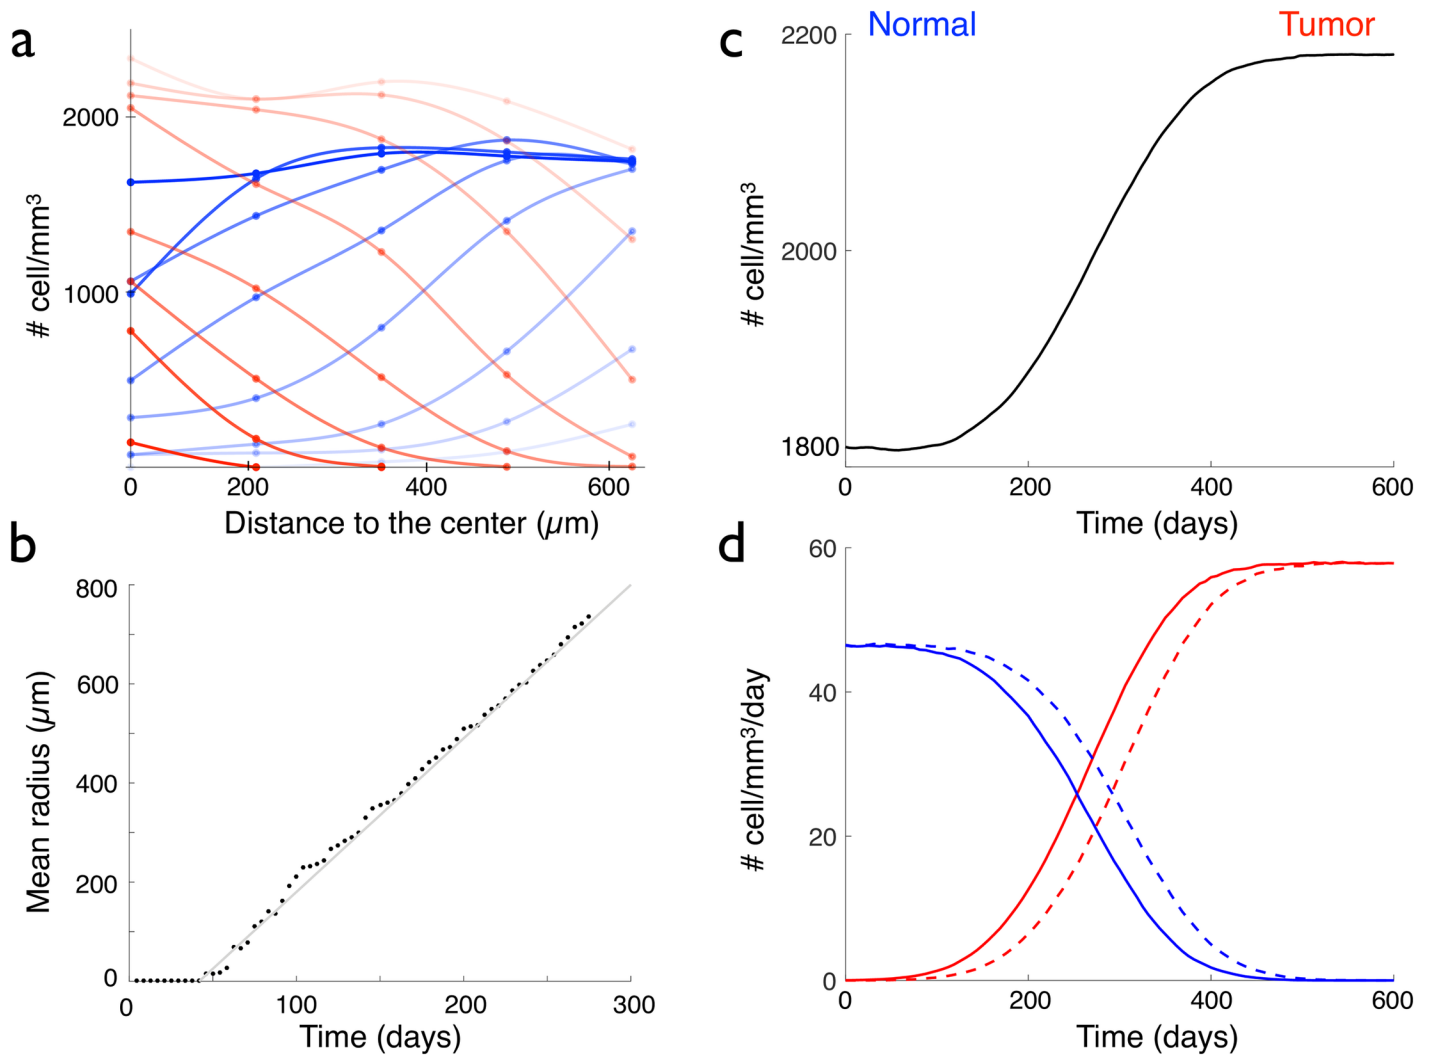 a
# cell/mm³
2000
1000
0
200
400
600
Distance to the center (µm)
b
Mean radius (µm)
800
600
400
200
0
0
100
200
300
Time (days)
c
Normal
Tumor
# cell/mm³
2200
2000
1800
0
200
400
600
Time (days)
d
# cell/mm³/day
60
40
20
0
0
200
400
600
Time (days)